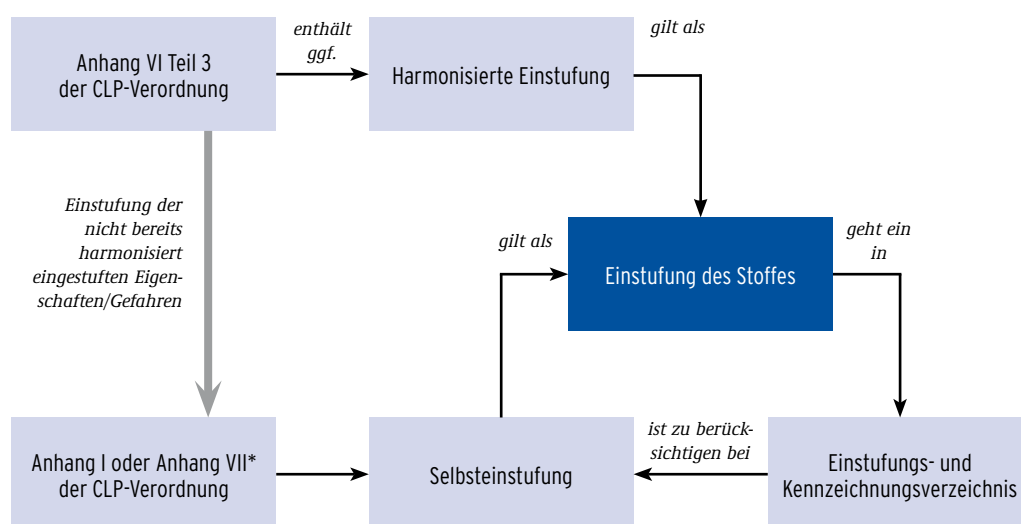 Anhang VI Teil 3
der CLP-Verordnung
enthält
ggf.
Harmonisierte Einstufung
gilt als
Einstufung der
nicht bereits
harmonisiert
eingestuften Eigen-
schaften/Gefahren
gilt als
Einstufung des Stoffes
geht ein
in
Anhang I oder Anhang VII*
der CLP-Verordnung
Selbsteinstufung
ist zu berück-
sichtigen bei
Einstufungs- und
Kennzeichnungsverzeichnis